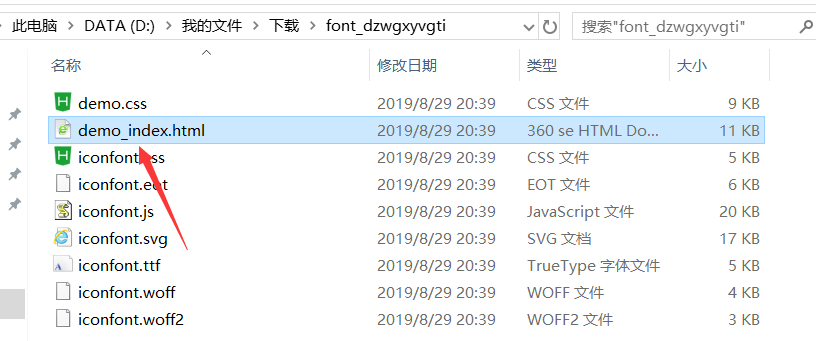 此电脑 > DATA (D:) > 我的文件 > 下载 > font_dzwgxyvgti 搜索"font_dzwgxyvgti"
名称 修改日期 类型 大小
demo.css 2019/8/29 20:39 CSS 文件 9 KB
demo_index.html 2019/8/29 20:39 360 se HTML Do... 11 KB
iconfont.css 2019/8/29 20:39 CSS 文件 5 KB
iconfont.eot 2019/8/29 20:39 EOT 文件 6 KB
iconfont.js 2019/8/29 20:39 JavaScript 文件 20 KB
iconfont.svg 2019/8/29 20:39 SVG 文档 17 KB
iconfont.ttf 2019/8/29 20:39 TrueType 字体文件 5 KB
iconfont.woff 2019/8/29 20:39 WOFF 文件 4 KB
iconfont.woff2 2019/8/29 20:39 WOFF2 文件 3 KB